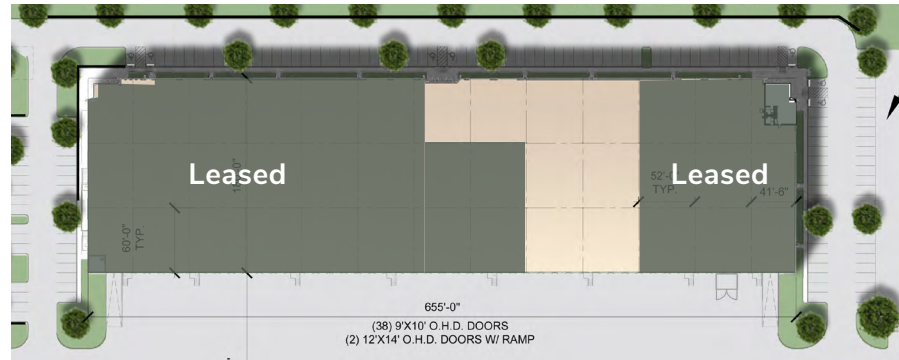 Leased
Leased
52'-0"
TYP.
41'-6"
60'-0"
TYP.
655'-0"
(38) 9'X10' O.H.D. DOORS
(2) 12'X14' O.H.D. DOORS W/ RAMP